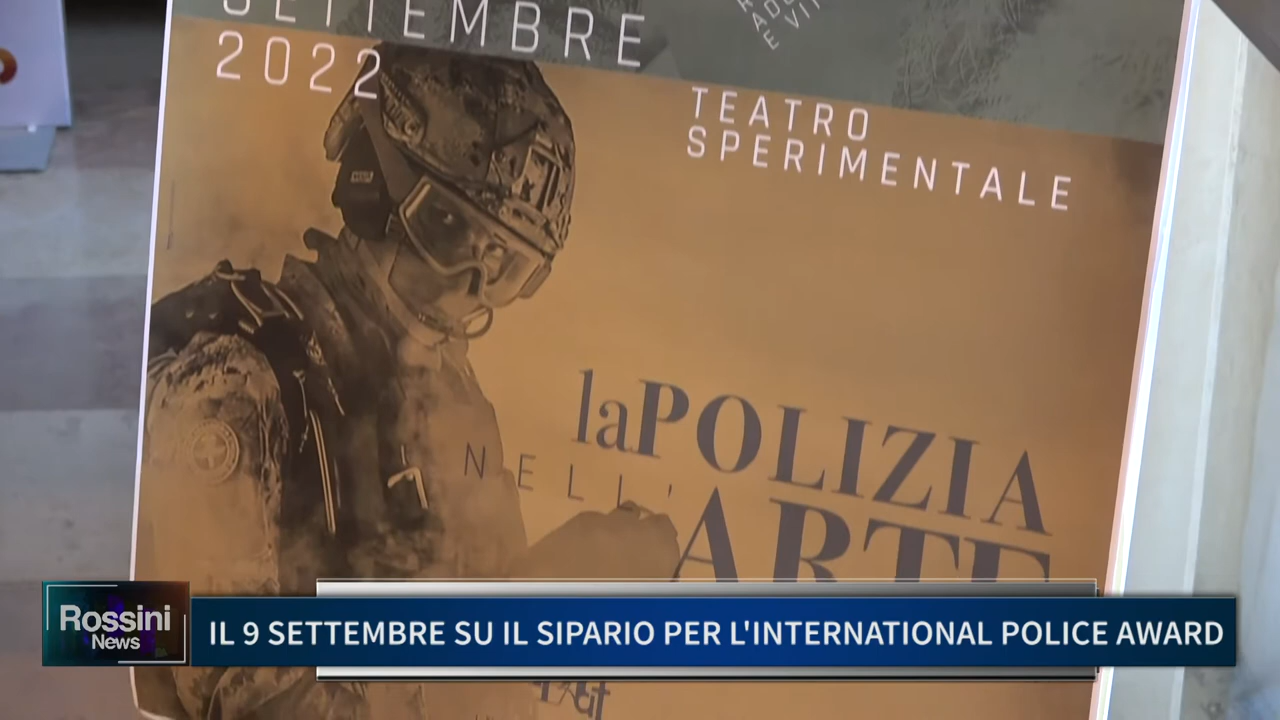 SETTEMBRE
2022
TEATRO
SPERIMENTALE
laPOLIZIA
NELL'
ARTE
Rossini
News
IL 9 SETTEMBRE SU IL SIPARIO PER L'INTERNATIONAL POLICE AWARD